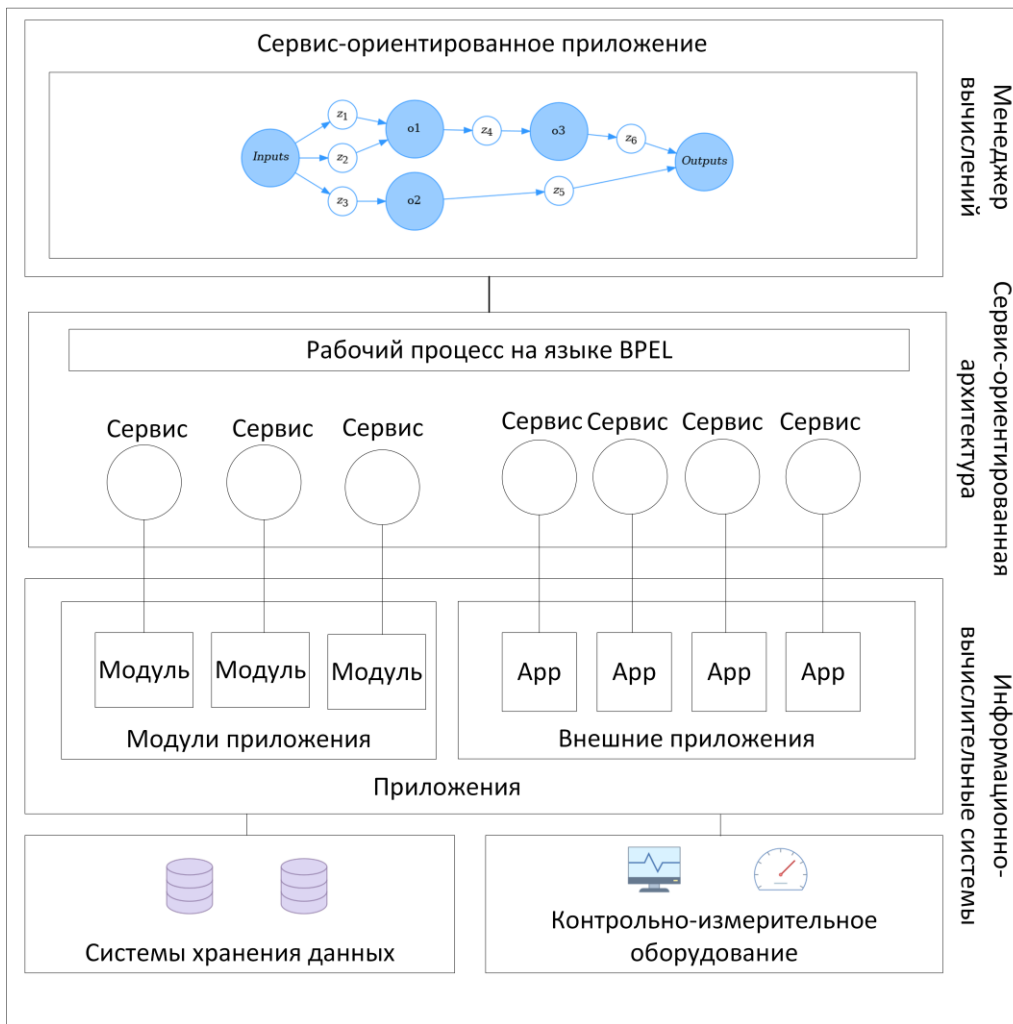 Сервис-ориентированное приложение
Inputs
z1
z2
z3
o1
o2
z4
o3
z5
z6
Outputs
Менеджер
вычислений
Рабочий процесс на языке BPEL
Сервис
Сервис
Сервис
Сервис
Сервис
Сервис
Сервис
Сервис-ориентированная
архитектура
Модуль
Модуль
Модуль
Модули приложения
App
App
App
App
Внешние приложения
Приложения
Информационно-
вычислительные системы
Системы хранения данных
Контрольно-измерительное
оборудование